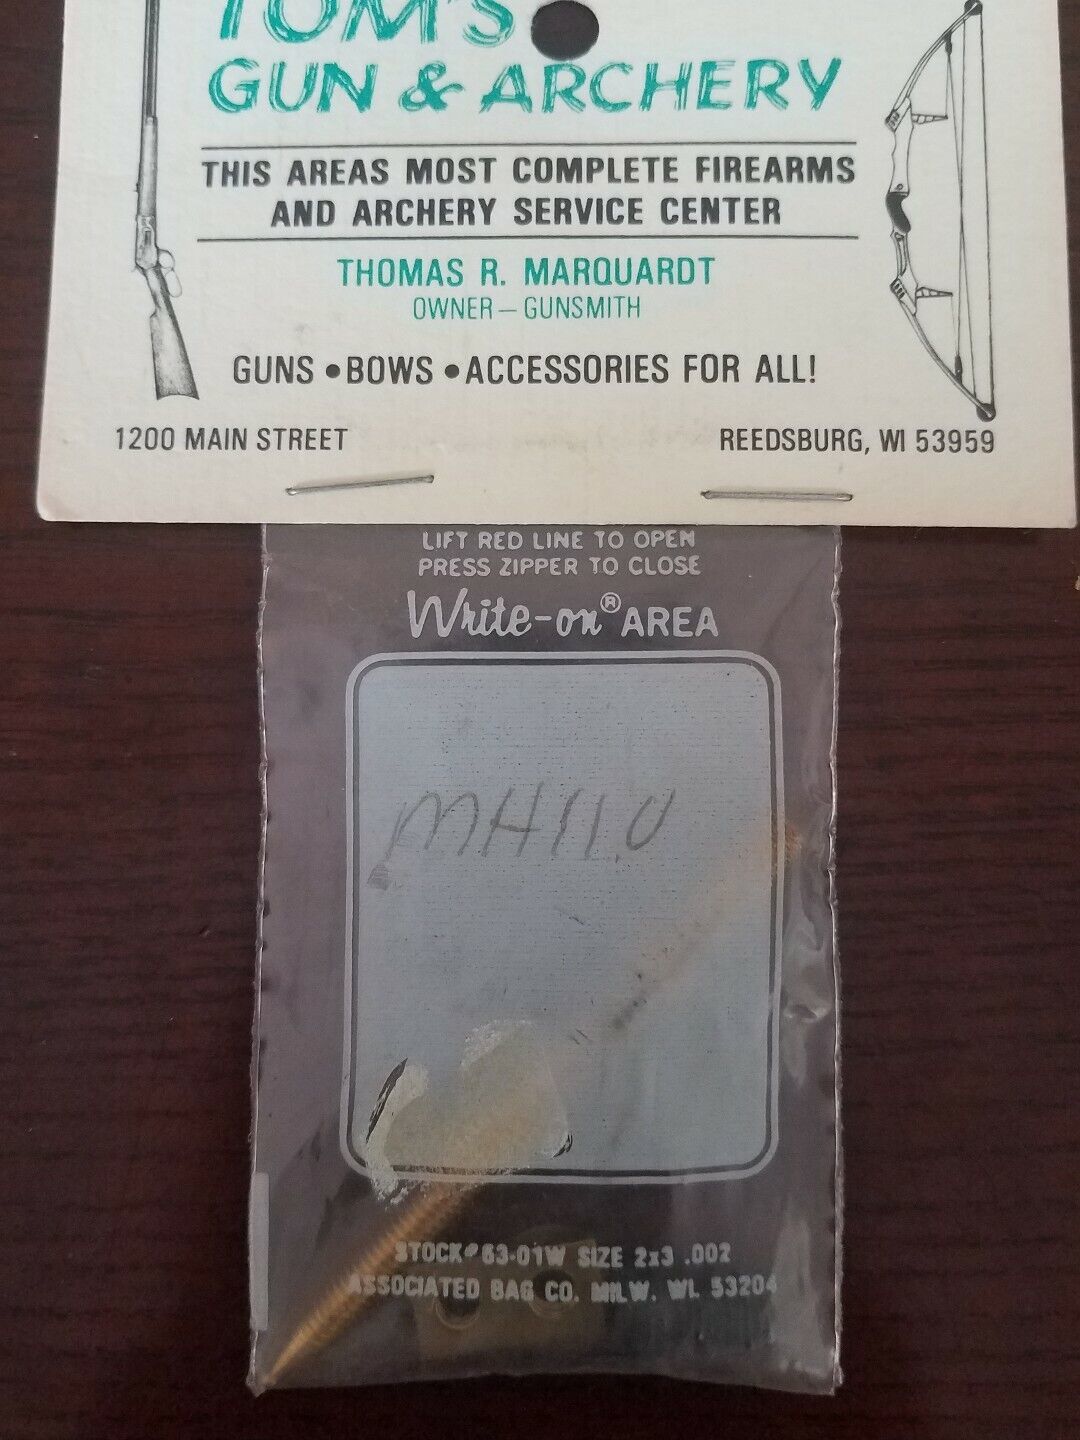 TOM'S
GUN & ARCHERY
THIS AREAS MOST COMPLETE FIREARMS
AND ARCHERY SERVICE CENTER
THOMAS R. MARQUARDT
OWNER – GUNSMITH
GUNS • BOWS • ACCESSORIES FOR ALL!
1200 MAIN STREET
REEDSBURG, WI 53959
LIFT RED LINE TO OPEN
PRESS ZIPPER TO CLOSE
Write-on® AREA
MH11.0
STOCK# 63-01W SIZE 2x3 .002
ASSOCIATED BAG CO. MILW. WI. 53204